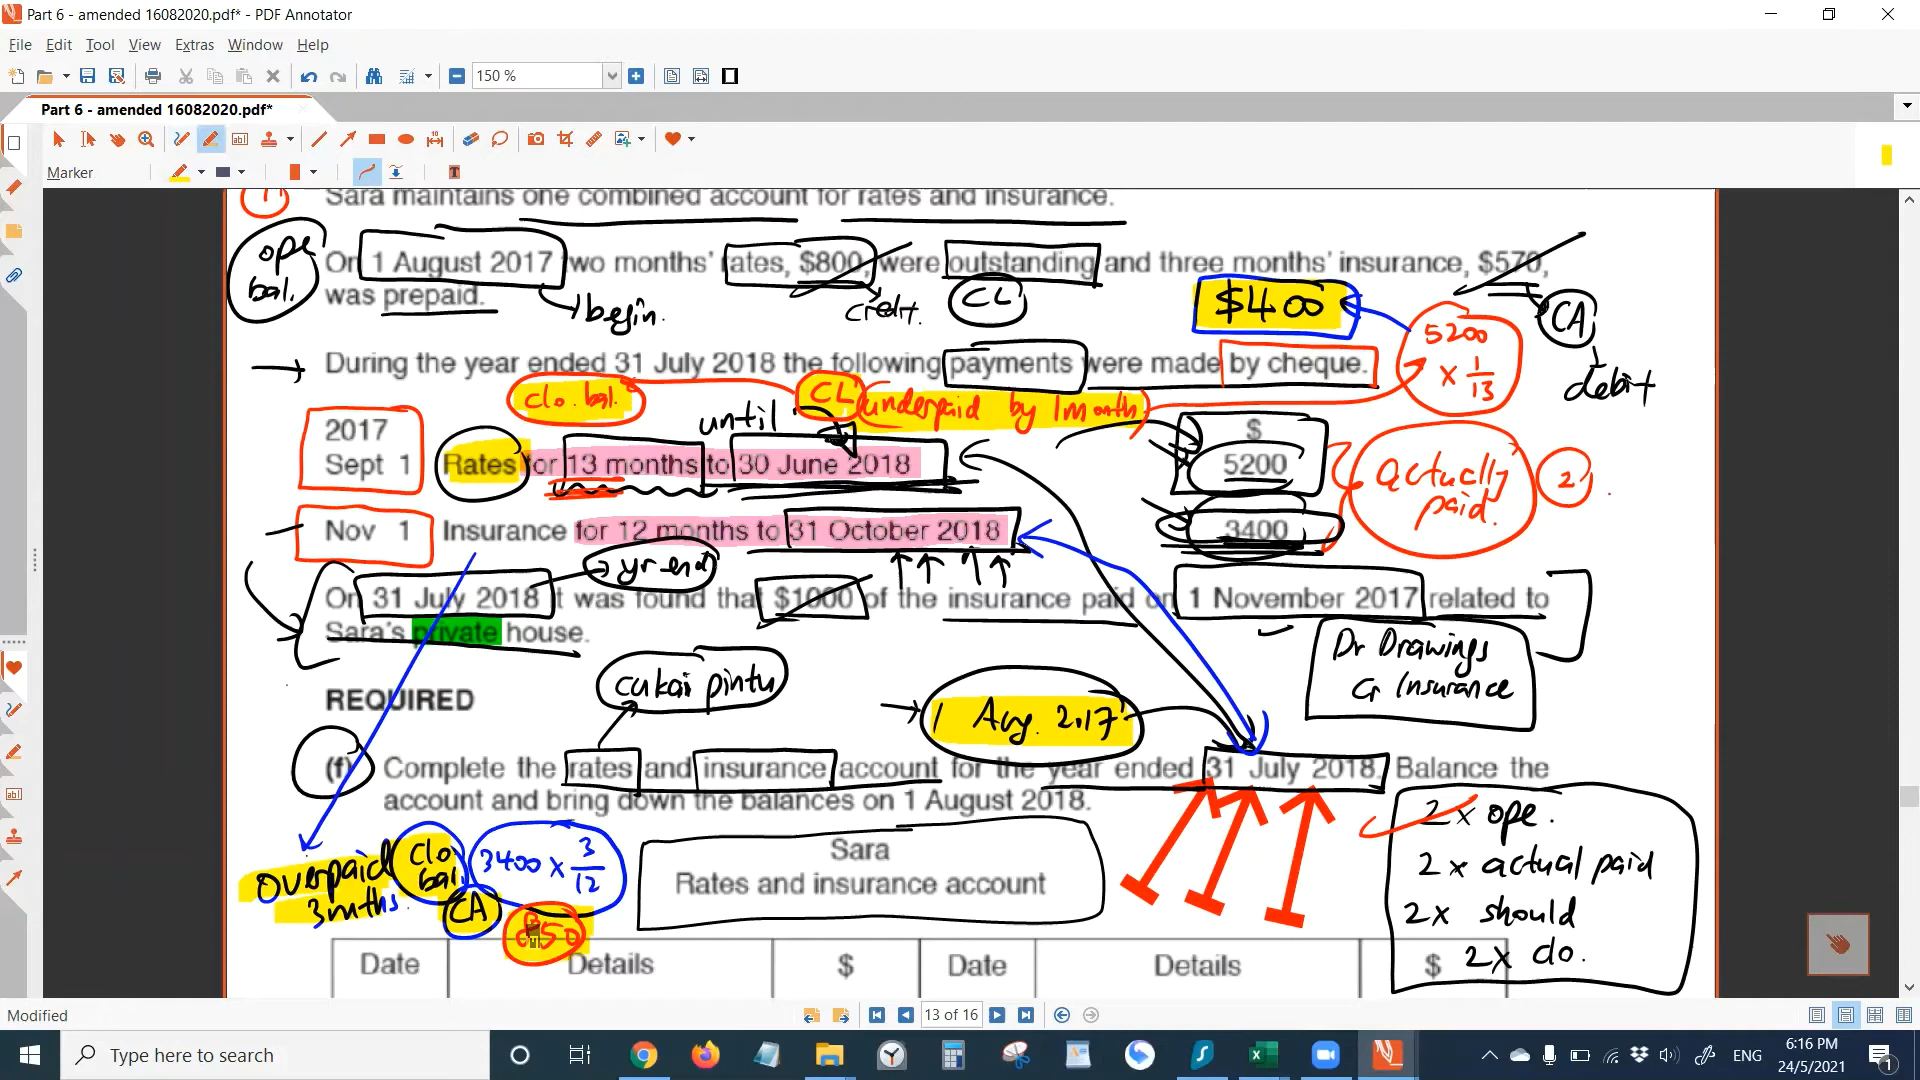 Part 6 - amended 16082020.pdf* - PDF Annotator
File Edit Tool View Extras Window Help
150 %
Part 6 - amended 16082020.pdf*
Marker
1
Sara maintains one combined account for rates and insurance.
ope bal.
On 1 August 2017 two months' rates, $800, were outstanding and three months' insurance, $570,
was prepaid.
begin.
credit.
CL
$400
5200 x 1/13
CA
debit
During the year ended 31 July 2018 the following payments were made by cheque.
clo. bal.
CL (underpaid by 1 month)
until
2017
$
Sept 1 Rates for 13 months to 30 June 2018 5200
actually paid.
2
Nov 1 Insurance for 12 months to 31 October 2018 3400
yr end
On 31 July 2018 it was found that $1000 of the insurance paid on 1 November 2017 related to
Sara's private house.
Dr Drawings
Cr Insurance
cukai pintu
REQUIRED
1 Aug. 2017
(f) Complete the rates and insurance account for the year ended 31 July 2018. Balance the
account and bring down the balances on 1 August 2018.
2 x ope.
2 x actual paid
2 x should
2 x clo.
overpaid
3mths.
clo bal.
CA
3400 x 3/12
850
Sara
Rates and insurance account
Date Details $ Date Details $
Modified
13 of 16
Type here to search
ENG
6:16 PM
24/5/2021
1